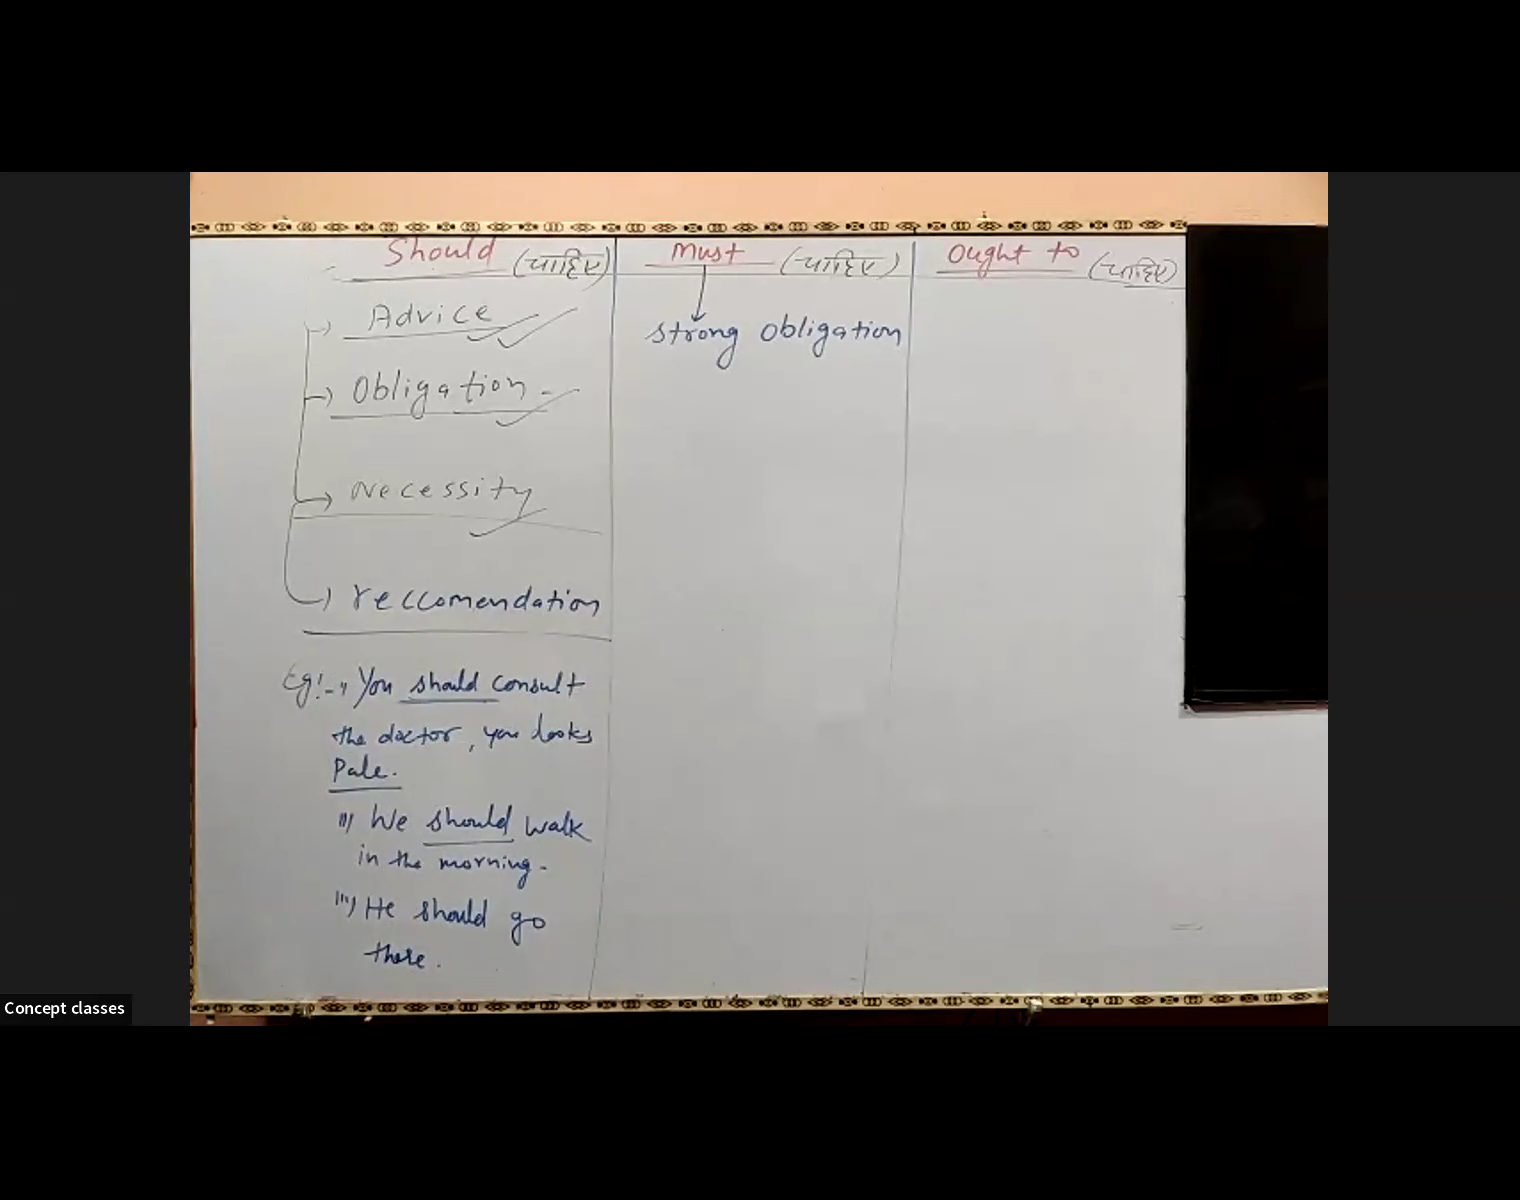 Should (चाहिए)
Advice
Obligation -
Necessity
reccomendation
Eg:- i) You should consult
the doctor, you looks
Pale.
ii) We should walk
in the morning.
iii) He should go
there.
Must (चाहिए)
strong obligation
Ought to (चाहिए)
Concept classes